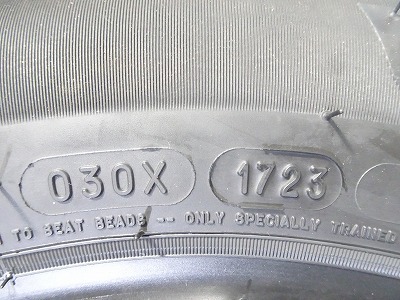 030X 1723
TO SEAT BEADS -- ONLY SPECIALLY TRAINED